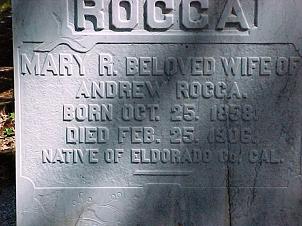 ROCCA
MARY R. BELOVED WIFE OF
ANDREW ROCCA.
BORN OCT. 25. 1858.
DIED FEB. 25. 1906.
NATIVE OF ELDORADO CO. CAL.